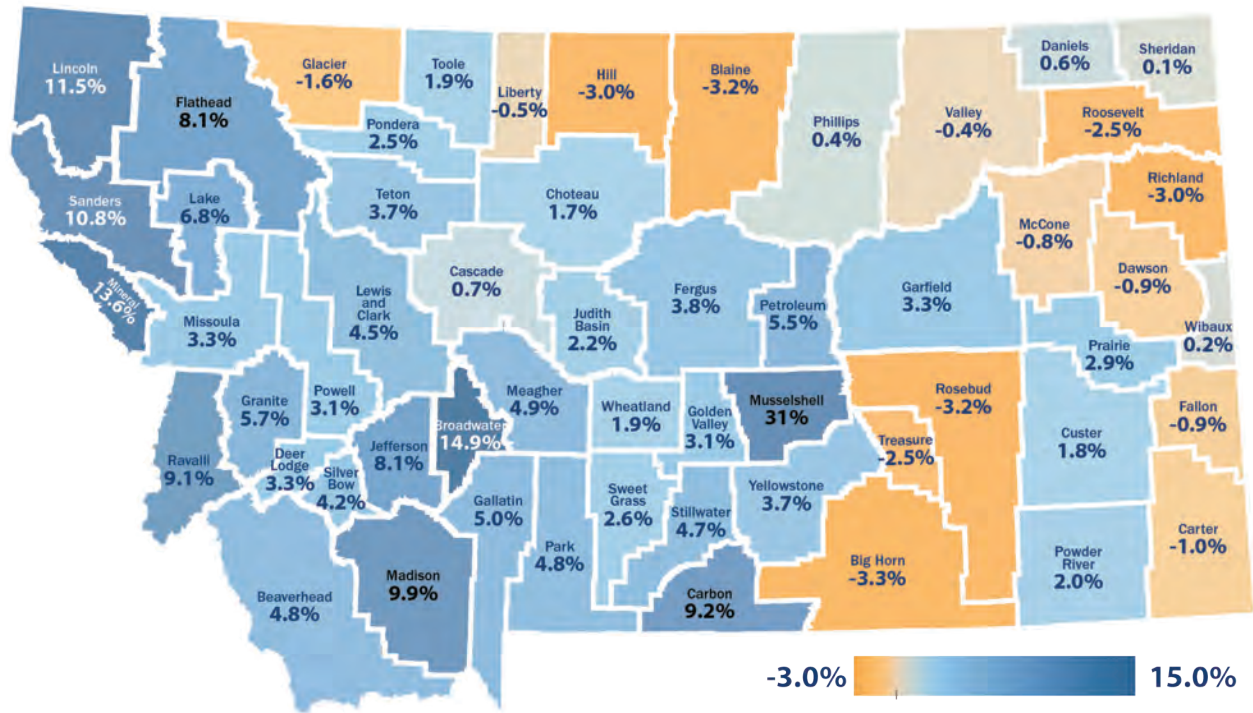 Lincoln
11.5%
Flathead
8.1%
Glacier
-1.6%
Toole
1.9%
Liberty
-0.5%
Hill
-3.0%
Blaine
-3.2%
Phillips
0.4%
Valley
-0.4%
Daniels
0.6%
Sheridan
0.1%
Roosevelt
-2.5%
Pondera
2.5%
Richland
-3.0%
Sanders
10.8%
Lake
6.8%
Teton
3.7%
Choteau
1.7%
McCone
-0.8%
Dawson
-0.9%
Mineral
13.6%
Missoula
3.3%
Lewis
and
Clark
4.5%
Cascade
0.7%
Judith
Basin
2.2%
Fergus
3.8%
Petroleum
5.5%
Garfield
3.3%
Prairie
2.9%
Wibaux
0.2%
Granite
5.7%
Powell
3.1%
Meagher
4.9%
Broadwater
14.9%
Wheatland
1.9%
Golden
Valley
3.1%
Musselshell
31%
Rosebud
-3.2%
Treasure
-2.5%
Custer
1.8%
Fallon
-0.9%
Ravalli
9.1%
Deer
Lodge
3.3%
Silver
Bow
4.2%
Jefferson
8.1%
Gallatin
5.0%
Park
4.8%
Sweet
Grass
2.6%
Stillwater
4.7%
Yellowstone
3.7%
Big Horn
-3.3%
Powder
River
2.0%
Carter
-1.0%
Beaverhead
4.8%
Madison
9.9%
Carbon
9.2%
-3.0%
15.0%